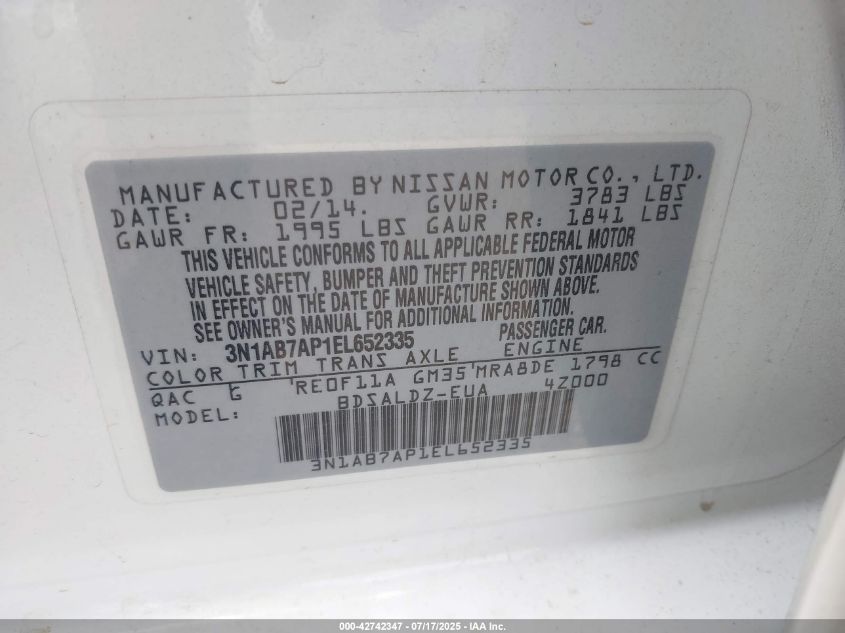 MANUFACTURED BY NISSAN MOTOR CO., LTD.
DATE: 02/14. GVWR: 3783 LBS
GAWR FR: 1995 LBS GAWR RR: 1841 LBS
THIS VEHICLE CONFORMS TO ALL APPLICABLE FEDERAL MOTOR
VEHICLE SAFETY, BUMPER AND THEFT PREVENTION STANDARDS
IN EFFECT ON THE DATE OF MANUFACTURE SHOWN ABOVE.
SEE OWNER'S MANUAL FOR ADDITIONAL INFORMATION.
VIN: 3N1AB7AP1EL652335 PASSENGER CAR.
COLOR TRIM TRANS AXLE ENGINE
QAC G RE0F11A GM35 MRA8DE 1798 CC
MODEL: BDSALDZ-EUA 4Z000
3N1AB7AP1EL652335
000-42742347 - 07/17/2025 - IAA Inc.